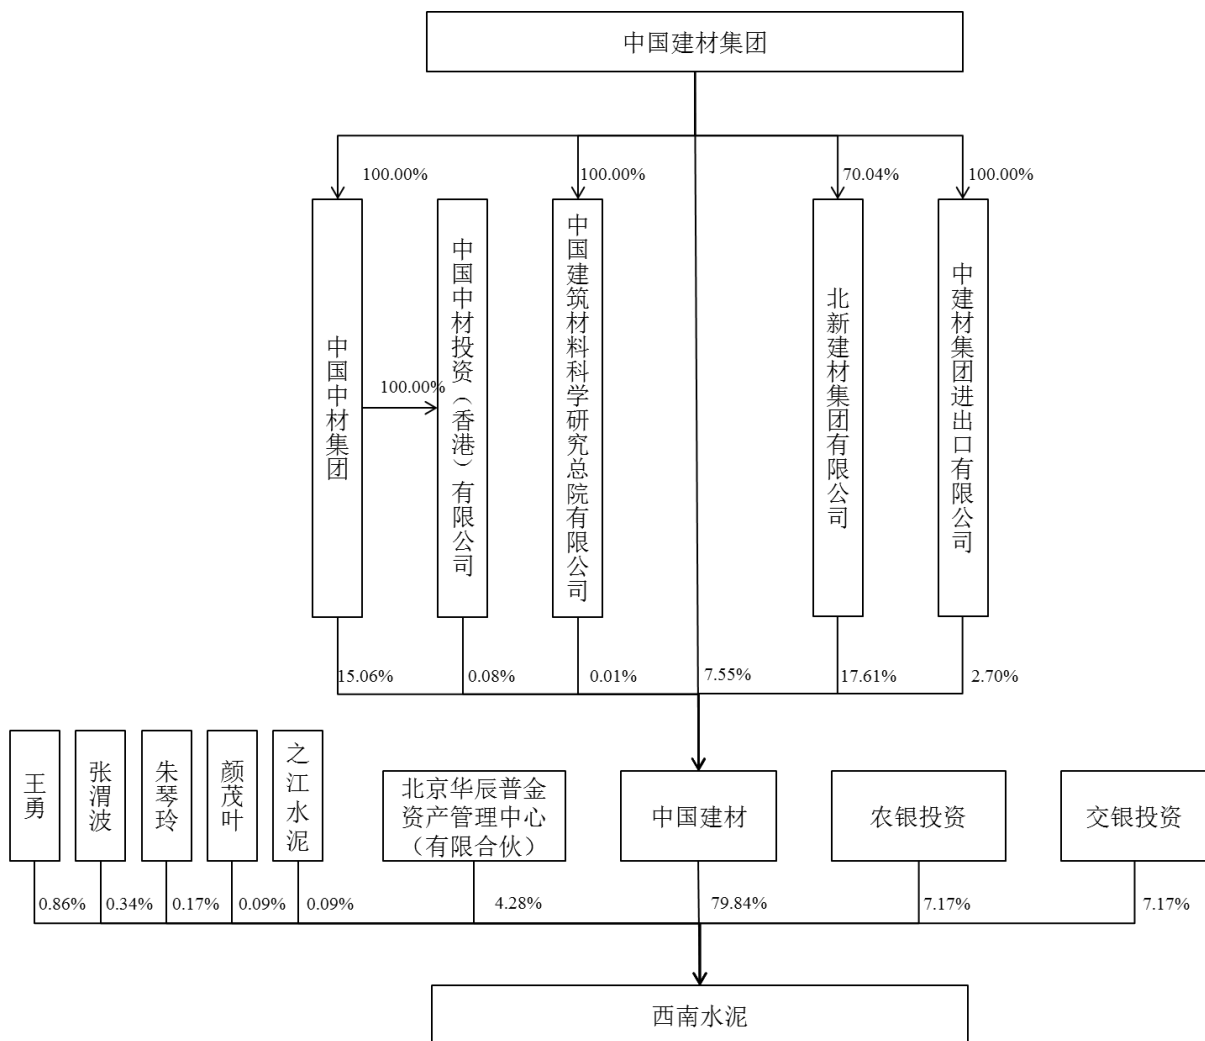 中国建材集团
100.00%
100.00%
70.04%
100.00%
中国中材集团
100.00%
中国中材投资（香港）有限公司
中国建筑材料科学研究总院有限公司
北新建材集团有限公司
中建材集团进出口有限公司
15.06%
0.08%
0.01%
7.55%
17.61%
2.70%
王勇
张渭波
朱琴玲
颜茂叶
之江水泥
北京华辰普金
资产管理中心
（有限合伙）
中国建材
农银投资
交银投资
0.86%
0.34%
0.17%
0.09%
0.09%
4.28%
79.84%
7.17%
7.17%
西南水泥